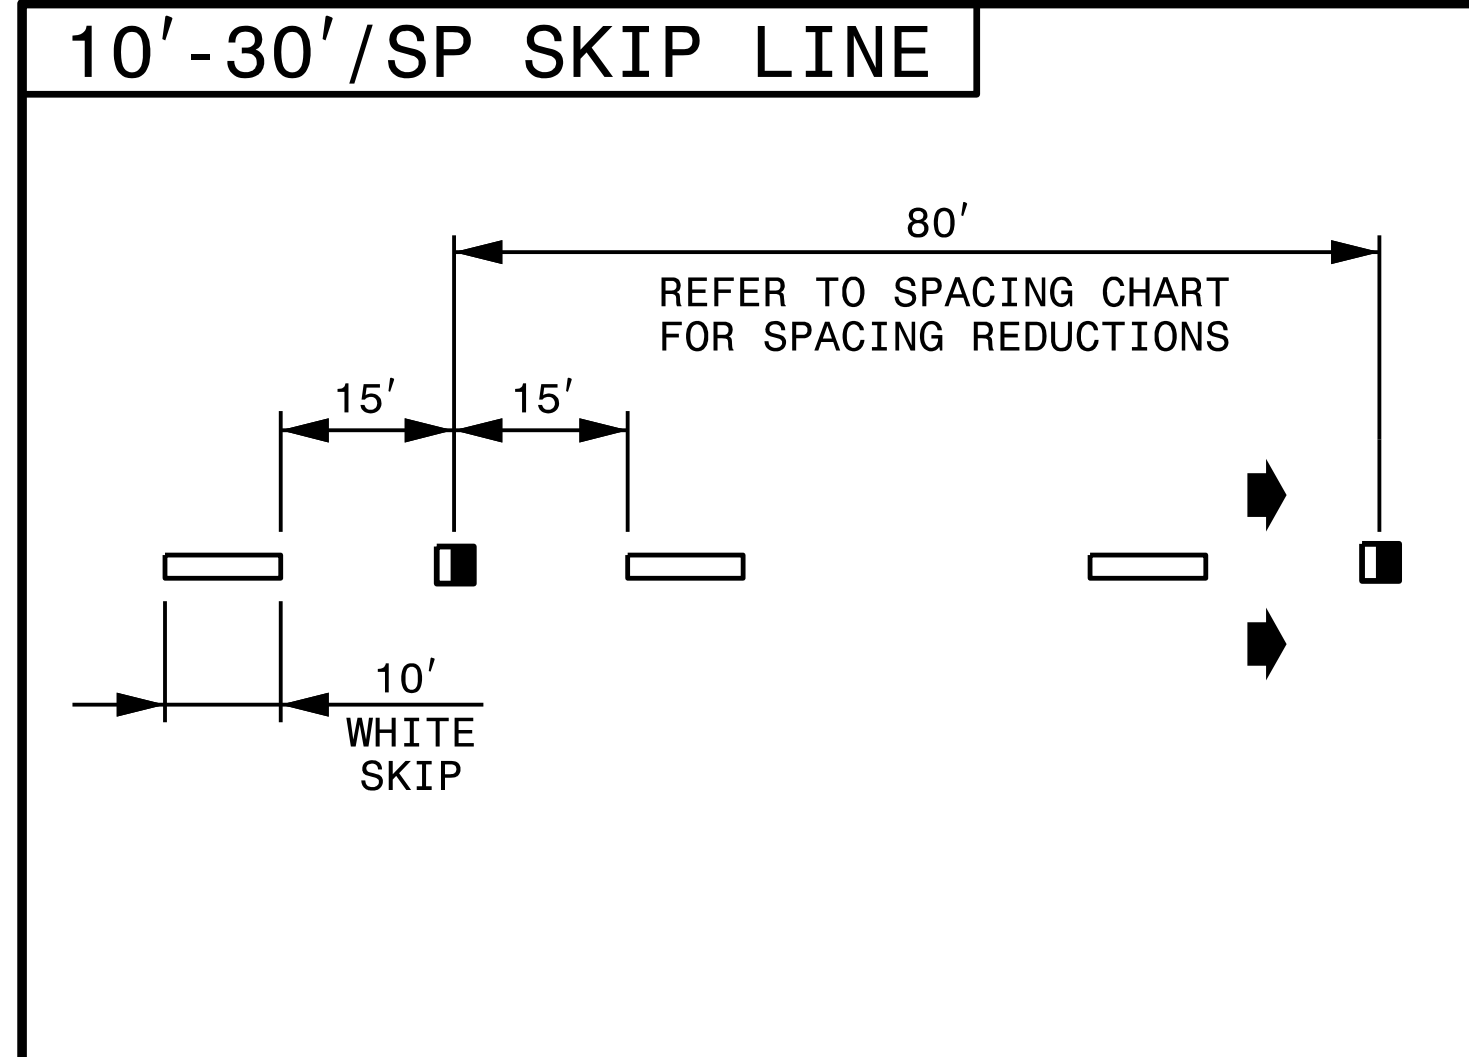 10'-30'/SP SKIP LINE
80'
REFER TO SPACING CHART
FOR SPACING REDUCTIONS
15'
15'
10'
WHITE
SKIP